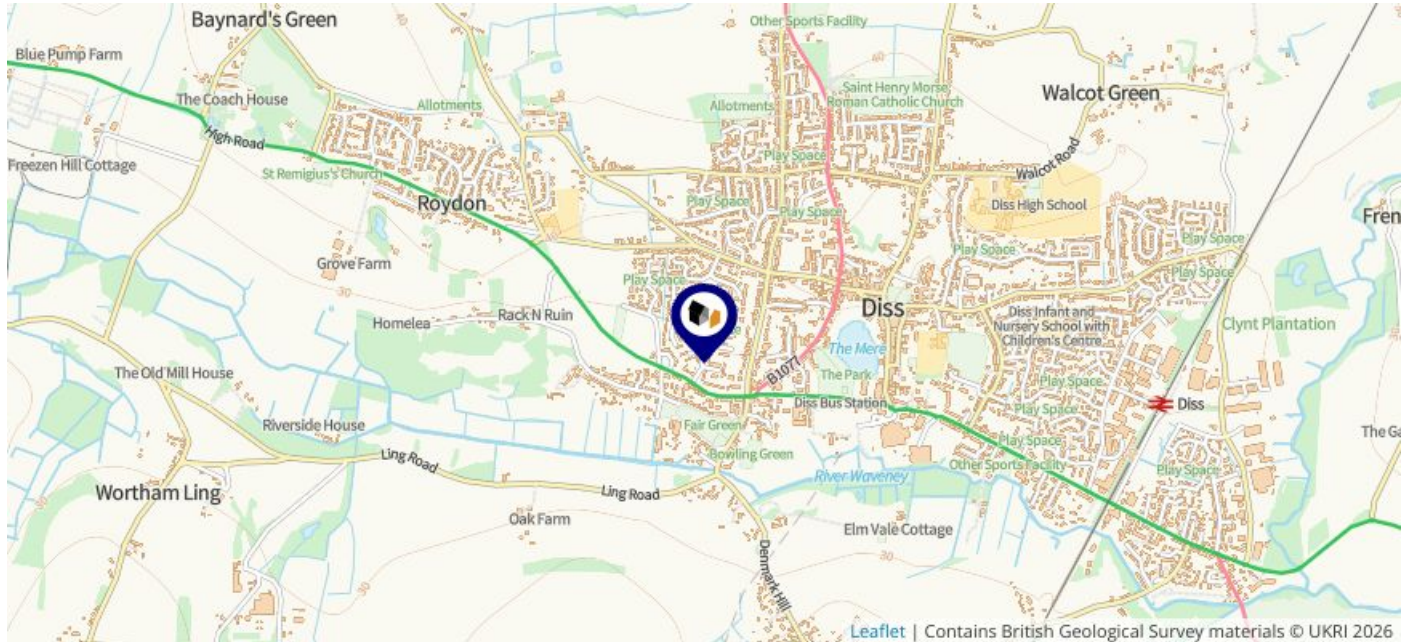 Baynard's Green
Other Sports Facility
Blue Pump Farm
The Coach House
Allotments
Allotments
Saint Henry Morse
Roman Catholic Church
Walcot Green
High Road
Freezen Hill Cottage
St Remigius's Church
Play Space
Walcot Road
Roydon
Play Space
Play Space
Diss High School
Fren
Grove Farm
Play Space
Play Space
Play Space
Play Space
Homelea
Rack N Ruin
Diss
Diss Infant and
Nursery School with
Children's Centre
Clynt Plantation
The Mere
B1077
The Old Mill House
The Park
Play Space
Diss Bus Station
Play Space
Diss
Riverside House
Fair Green
The Ga
Ling Road
Bowling Green
Play Space
Other Sports Facility
Play Space
River Waveney
Wortham Ling
Ling Road
Oak Farm
Elm Vale Cottage
Denmark Hill
40
40
30
30
30
30
Leaflet | Contains British Geological Survey materials © UKRI 2026